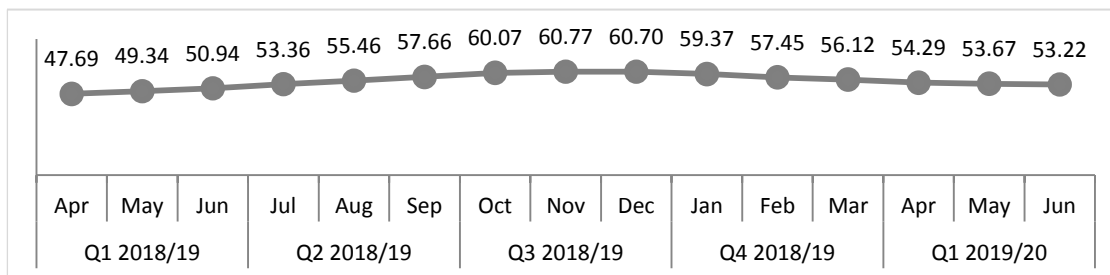 47.69 49.34 50.94 53.36 55.46 57.66 60.07 60.77 60.70 59.37 57.45 56.12 54.29 53.67 53.22
Apr May Jun Jul Aug Sep Oct Nov Dec Jan Feb Mar Apr May Jun
Q1 2018/19 Q2 2018/19 Q3 2018/19 Q4 2018/19 Q1 2019/20